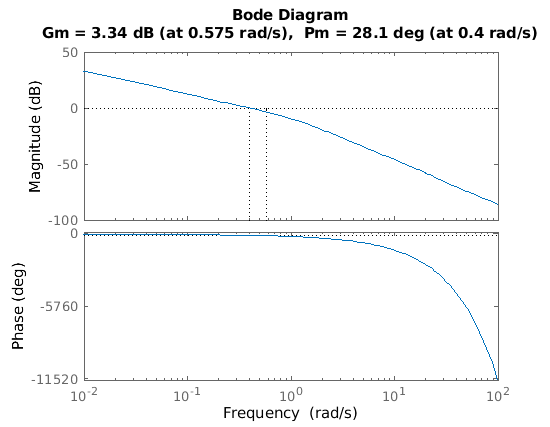 Bode Diagram
Gm = 3.34 dB (at 0.575 rad/s),  Pm = 28.1 deg (at 0.4 rad/s)
Magnitude (dB)
50
0
-50
-100
Phase (deg)
0
-5760
-11520
10^-2 10^-1 10^0 10^1 10^2
Frequency  (rad/s)